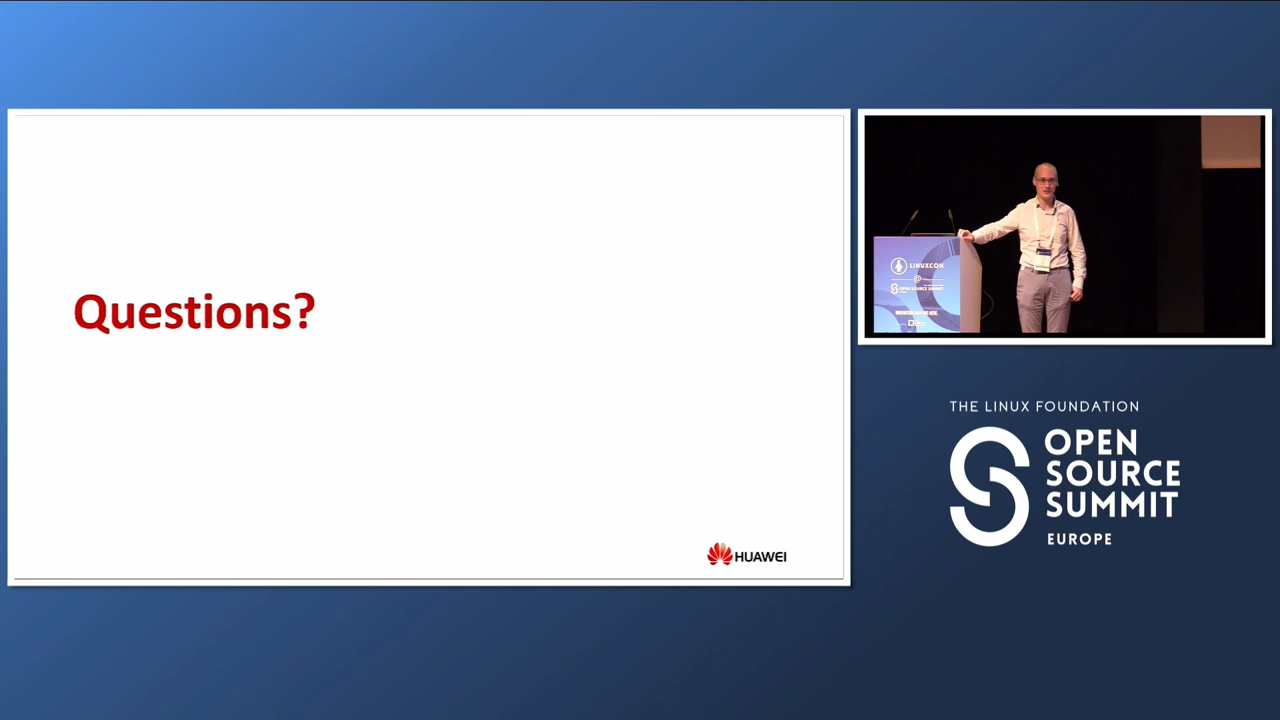 Questions?
HUAWEI
LINUXCON
@
OPEN SOURCE SUMMIT
THE LINUX FOUNDATION
OPEN
SOURCE
SUMMIT
EUROPE